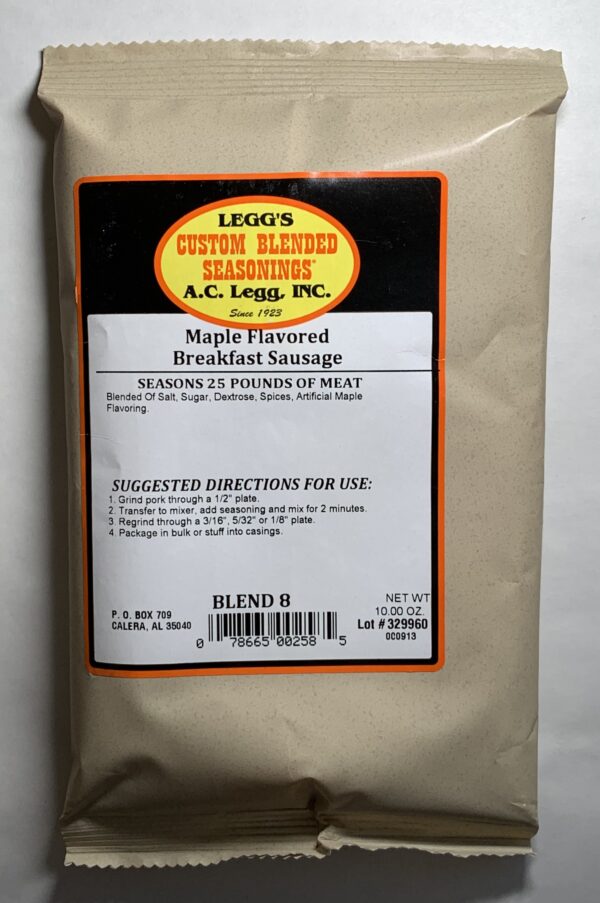 LEGG'S
CUSTOM BLENDED
SEASONINGS®
A.C. Legg, INC.
Since 1923
Maple Flavored
Breakfast Sausage
SEASONS 25 POUNDS OF MEAT
Blended Of Salt, Sugar, Dextrose, Spices, Artificial Maple
Flavoring.
SUGGESTED DIRECTIONS FOR USE:
1. Grind pork through a 1/2" plate.
2. Transfer to mixer, add seasoning and mix for 2 minutes.
3. Regrind through a 3/16", 5/32" or 1/8" plate.
4. Package in bulk or stuff into casings.
BLEND 8
P. O. BOX 709
CALERA, AL 35040
0 78665 00258 5
NET WT
10.00 OZ.
Lot # 329960
0C0913